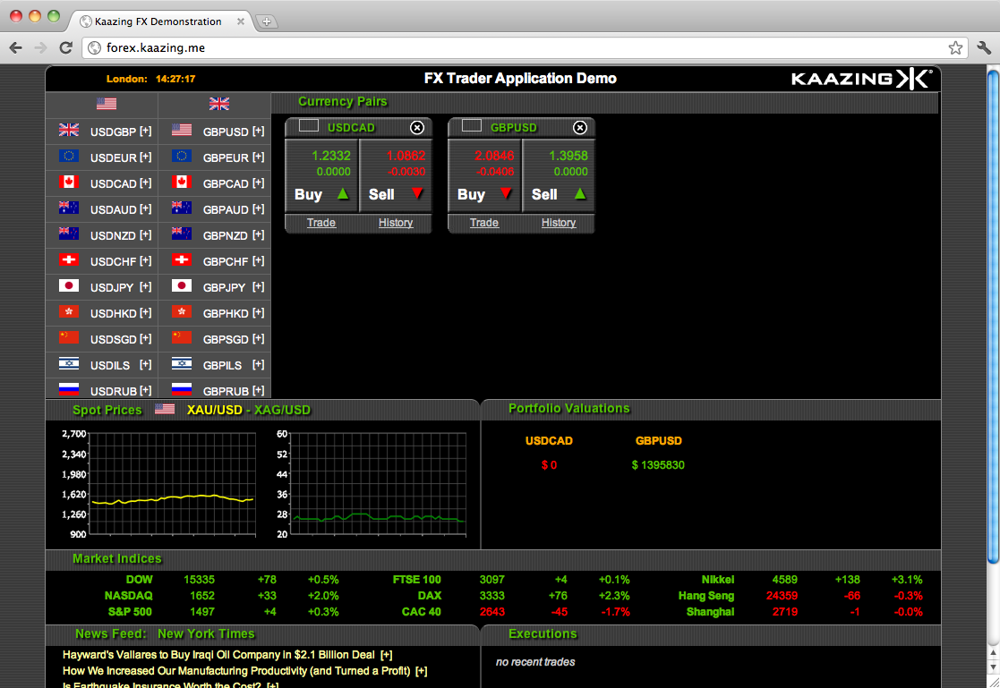 Kaazing FX Demonstration
forex.kaazing.me
London: 14:27:17
FX Trader Application Demo
KAAZING
Currency Pairs
USDGBP [+] GBPUSD [+]
USDEUR [+] GBPEUR [+]
USDCAD [+] GBPCAD [+]
USDAUD [+] GBPAUD [+]
USDNZD [+] GBPNZD [+]
USDCHF [+] GBPCHF [+]
USDJPY [+] GBPJPY [+]
USDHKD [+] GBPHKD [+]
USDSGD [+] GBPSGD [+]
USDILS [+] GBPILS [+]
USDRUB [+] GBPRUB [+]
USDCAD
1.2332 1.0862
0.0000 -0.0030
Buy Sell
Trade History
GBPUSD
2.0846 1.3958
-0.0406 0.0000
Buy Sell
Trade History
Spot Prices XAU/USD - XAG/USD
2,700
2,340
1,980
1,620
1,260
900
60
52
44
36
28
20
Portfolio Valuations
USDCAD GBPUSD
$ 0 $ 1395830
Market Indices
DOW 15335 +78 +0.5% FTSE 100 3097 +4 +0.1% Nikkel 4589 +138 +3.1%
NASDAQ 1652 +33 +2.0% DAX 3333 +76 +2.3% Hang Seng 24359 -66 -0.3%
S&P 500 1497 +4 +0.3% CAC 40 2643 -45 -1.7% Shanghai 2719 -1 -0.0%
News Feed: New York Times
Hayward's Vallares to Buy Iraqi Oil Company in $2.1 Billion Deal [+]
How We Increased Our Manufacturing Productivity (and Turned a Profit) [+]
Is Earthquake Insurance Worth the Cost? [+]
Executions
no recent trades